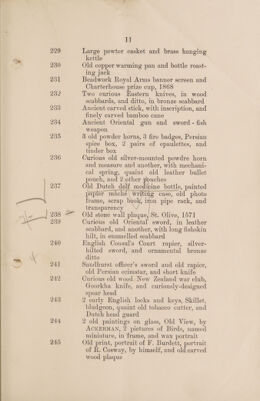 11
229 Large pewter casket and brass hanging
kettle
230 Old copper warming pan and bottle roast-
ing jack
231 Beadwork Royal Arms banner screen and
Charterhouse prize cup, 1868
232 Two curious Eastern knives, in wood
scabbards, and ditto, in bronze scabbard
233 Ancient carved stick, with inscription, and
finely carved bamboo cane
234 Ancient Oriental gun and sword-fish
weapon
235 3 old powder horns, 3 fire badges, Persian
spice box, 2 pairs of epaulettes, and
tinder box
236 Curious old silver-mounted powder horn
and measure and another, with mechani-
cal spring, quaint old leather bullet
pouch, and 2 other pouches
237 Old Dutch delf medicine bottle, painted
papier maché writing case, old photo
frame, scrap book, iron pipe rack, and
transparency
238 Old stone wall plaque, St. Olive, 1571
239 Curious old Oriental sword, in leather
scabbard, and another, with long fishskin
hilt, in enamelled scabbard
240 English Consul's Court rapier, silver-
hilted sword, and ornamental bronze
ditto
241 Sandhurst officer's sword and old rapier,
old Persian scimetar, and short knife
242 Curious old wood New Zealand war club,
Goorkha knife, and curiously-designed
spear head
243 2 early English locks and keys, Skillet,
bludgeon, quaint old tobacco cutter, and
Dutch head guard
244 2 old paintings on glass, Old View, by
ACKERMAN, 2 pictures of Birds, named
miniature, in frame, and wax portrait
245 Old print, portrait of F. Burdett, portrait
of R. Cosway, by himself, and old carved
wood plaque